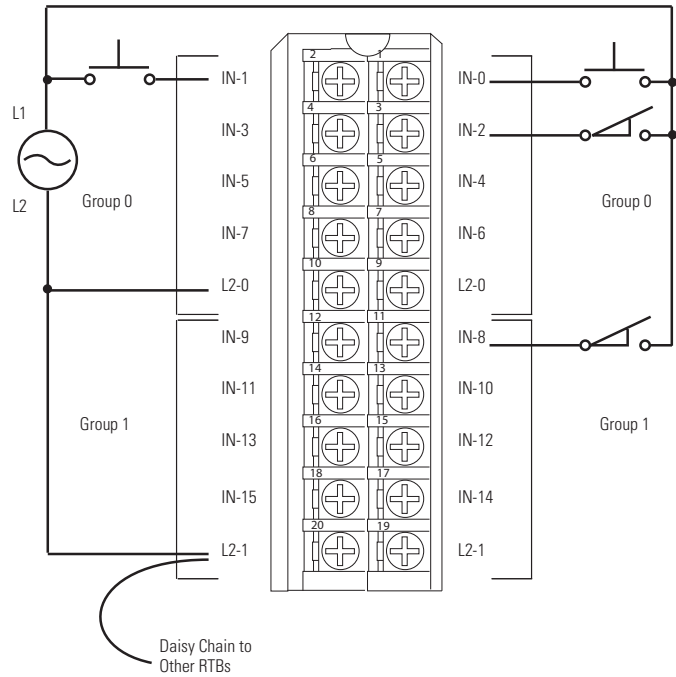 2 1
IN-1 IN-0
4 3
L1 IN-3 IN-2
6 5
IN-5 IN-4
L2 Group 0 Group 0
8 7
IN-7 IN-6
10 9
L2-0 L2-0
12 11
IN-9 IN-8
14 13
IN-11 IN-10
16 15
Group 1 Group 1
IN-13 IN-12
18 17
IN-15 IN-14
20 19
L2-1 L2-1
Daisy Chain to
Other RTBs